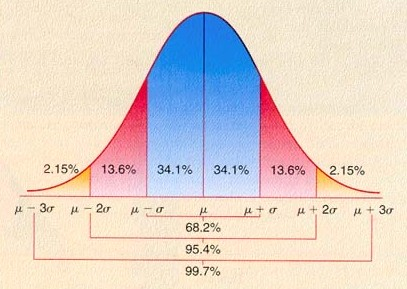 2.15% 13.6% 34.1% 34.1% 13.6% 2.15%
μ − 3σ μ − 2σ μ − σ μ μ + σ μ + 2σ μ + 3σ
68.2%
95.4%
99.7%